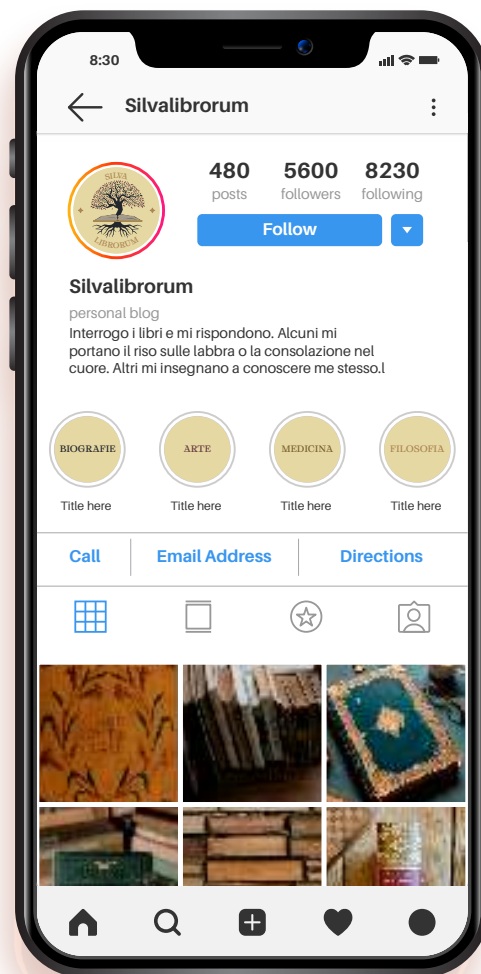 8:30
Silvalibrorum
SILVA
LIBRORUM
480 5600 8230
posts followers following
Follow
Silvalibrorum
personal blog
Interrogo i libri e mi rispondono. Alcuni mi
portano il riso sulle labbra o la consolazione nel
cuore. Altri mi insegnano a conoscere me stesso.l
BIOGRAFIE ARTE MEDICINA FILOSOFIA
Title here Title here Title here Title here
Call Email Address Directions